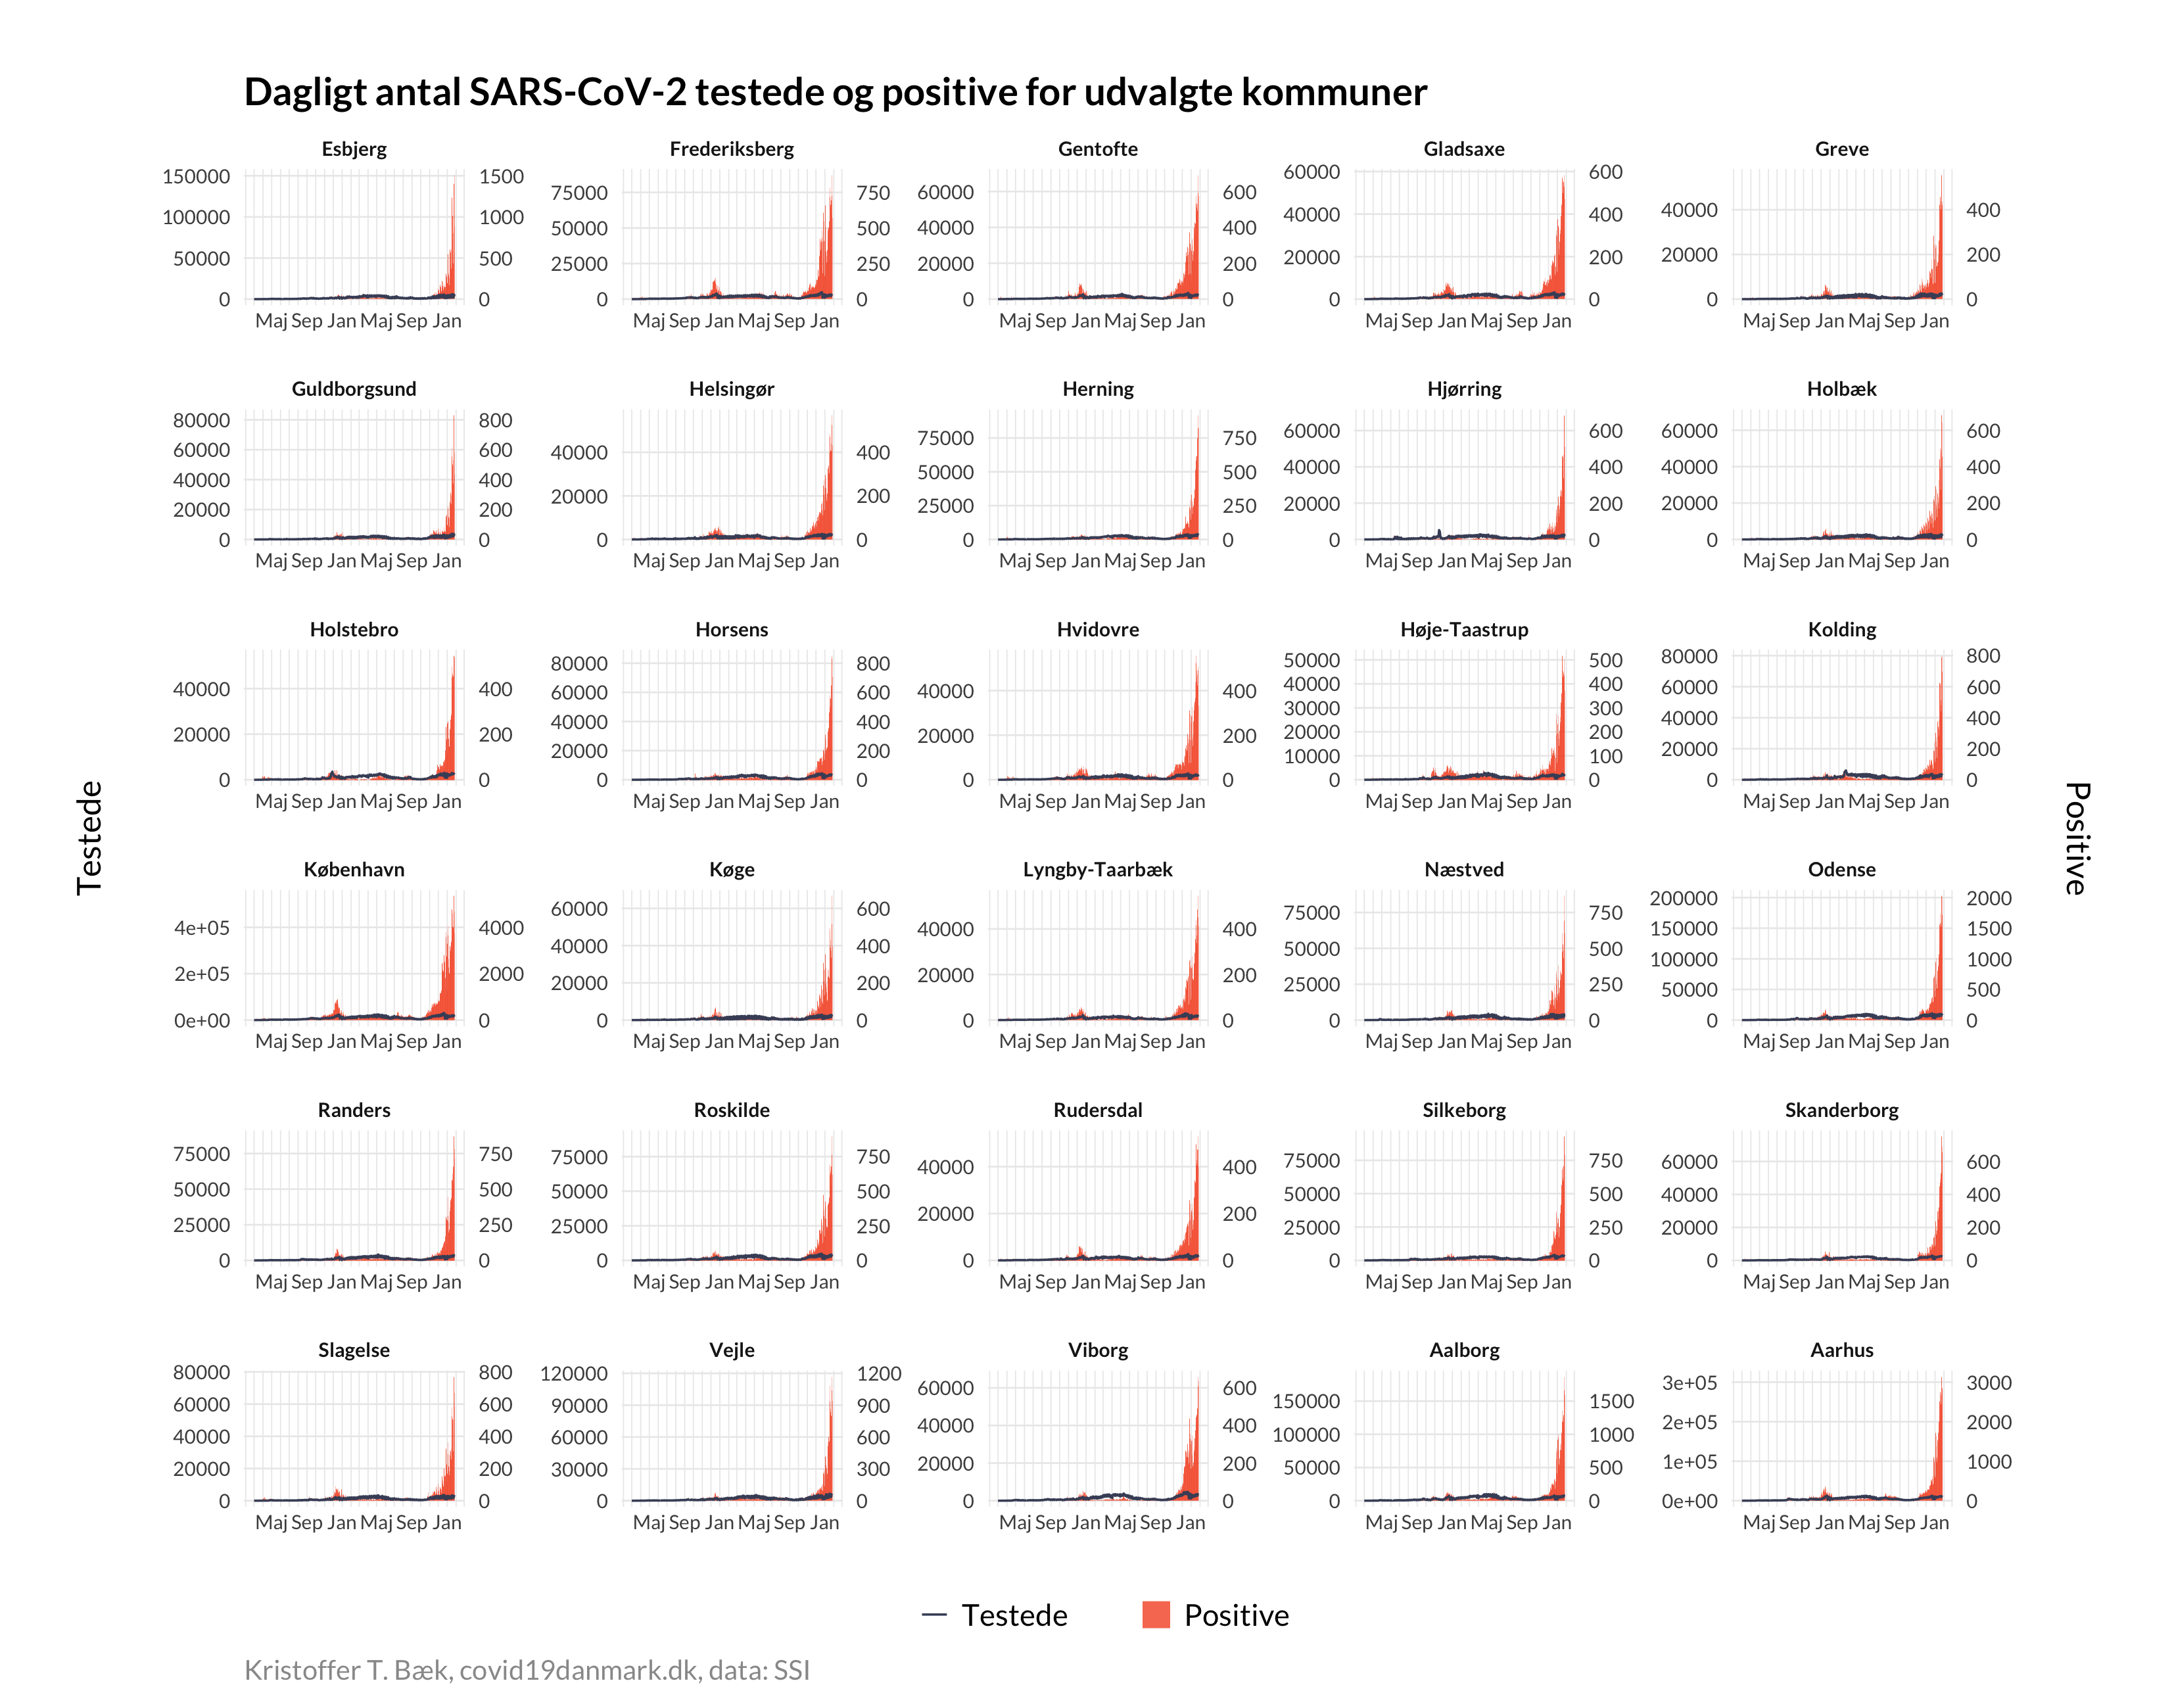 Dagligt antal SARS-CoV-2 testede og positive for udvalgte kommuner
Esbjerg Frederiksberg Gentofte Gladsaxe Greve
150000 1500 60000 600
75000 750 60000 600
100000 1000 40000 400 40000 400
50000 500 40000 400
50000 500 25000 250 20000 200 20000 200 20000 200
0 0 0 0 0 0 0 0 0 0
Maj Sep Jan Maj Sep Jan Maj Sep Jan Maj Sep Jan Maj Sep Jan Maj Sep Jan Maj Sep Jan Maj Sep Jan Maj Sep Jan Maj Sep Jan
Guldborgsund Helsingør Herning Hjørring Holbæk
80000 800
75000 750 60000 600 60000 600
60000 600 40000 400
40000 400 50000 500 40000 400 40000 400
20000 200 20000 200 25000 250 20000 200 20000 200
0 0 0 0 0 0 0 0 0 0
Maj Sep Jan Maj Sep Jan Maj Sep Jan Maj Sep Jan Maj Sep Jan Maj Sep Jan Maj Sep Jan Maj Sep Jan Maj Sep Jan Maj Sep Jan
Holstebro Horsens Hvidovre Høje-Taastrup Kolding
80000 800 50000 500 80000 800
40000 400 60000 600 40000 400 40000 400 60000 600
40000 400 30000 300 40000 400
20000 200 20000 200 20000 200 20000 200 20000 200
10000 100
0 0 0 0 0 0 0 0 0 0
Maj Sep Jan Maj Sep Jan Maj Sep Jan Maj Sep Jan Maj Sep Jan Maj Sep Jan Maj Sep Jan Maj Sep Jan Maj Sep Jan Maj Sep Jan
Testede
Positive
København Køge Lyngby-Taarbæk Næstved Odense
200000 2000
4e+05 4000 60000 600 40000 400 75000 750 150000 1500
40000 400 50000 500 100000 1000
2e+05 2000 20000 200 20000 200 25000 250 50000 500
0e+00 0 0 0 0 0 0 0 0 0
Maj Sep Jan Maj Sep Jan Maj Sep Jan Maj Sep Jan Maj Sep Jan Maj Sep Jan Maj Sep Jan Maj Sep Jan Maj Sep Jan Maj Sep Jan
Randers Roskilde Rudersdal Silkeborg Skanderborg
75000 750 75000 750 40000 400 75000 750 60000 600
50000 500 50000 500 50000 500 40000 400
25000 250 25000 250 20000 200 25000 250 20000 200
0 0 0 0 0 0 0 0 0 0
Maj Sep Jan Maj Sep Jan Maj Sep Jan Maj Sep Jan Maj Sep Jan Maj Sep Jan Maj Sep Jan Maj Sep Jan Maj Sep Jan Maj Sep Jan
Slagelse Vejle Viborg Aalborg Aarhus
80000 800 120000 1200 60000 600 3e+05 3000
60000 600 90000 900 150000 1500
40000 400 60000 600 40000 400 100000 1000 2e+05 2000
20000 200 30000 300 20000 200 50000 500 1e+05 1000
0 0 0 0 0 0 0 0 0e+00 0
Maj Sep Jan Maj Sep Jan Maj Sep Jan Maj Sep Jan Maj Sep Jan Maj Sep Jan Maj Sep Jan Maj Sep Jan Maj Sep Jan Maj Sep Jan
Testede Positive
Kristoffer T. Bæk, covid19danmark.dk, data: SSI